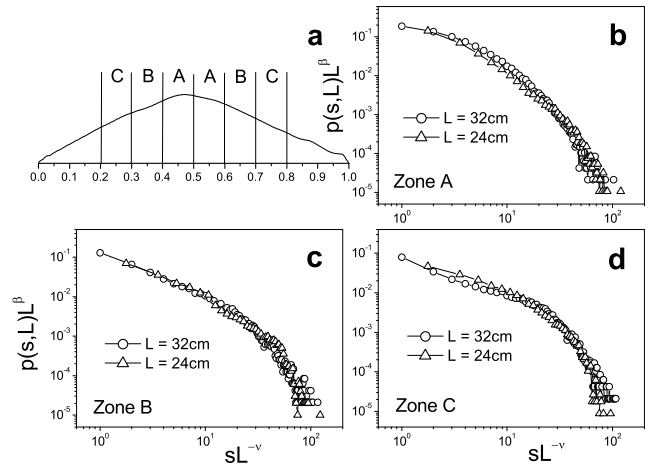 a
C B A A B C
0.0 0.1 0.2 0.3 0.4 0.5 0.6 0.7 0.8 0.9 1.0
b
p(s,L)L^β
10^-1
10^-2
10^-3
10^-4
10^-5
L = 32cm
L = 24cm
Zone A
10^0 10^1 10^2
c
p(s,L)L^β
10^-1
10^-2
10^-3
10^-4
10^-5
L = 32cm
L = 24cm
Zone B
10^0 10^1 10^2
sL^-ν
d
10^-1
10^-2
10^-3
10^-4
10^-5
L = 32cm
L = 24cm
Zone C
10^0 10^1 10^2
sL^-ν